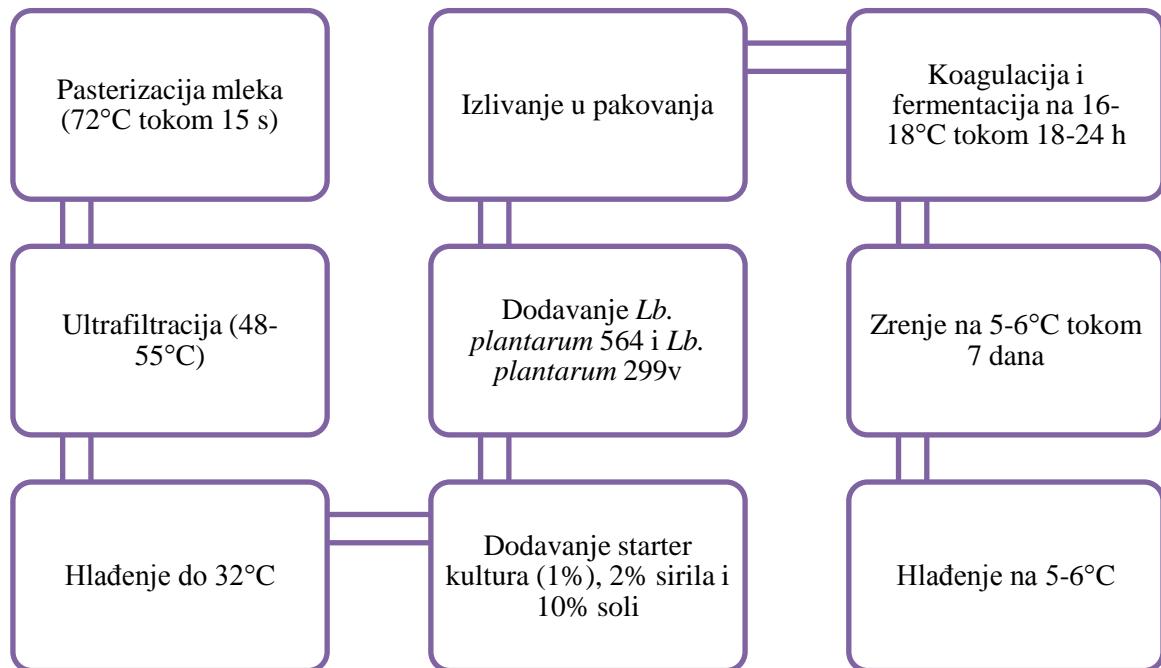 Pasterizacija mleka
(72°C tokom 15 s)
Ultrafiltracija (48-
55°C)
Hlađenje do 32°C
Dodavanje starter
kultura (1%), 2% sirila i
10% soli
Dodavanje Lb.
plantarum 564 i Lb.
plantarum 299v
Izlivanje u pakovanja
Koagulacija i
fermentacija na 16-
18°C tokom 18-24 h
Zrenje na 5-6°C tokom
7 dana
Hlađenje na 5-6°C